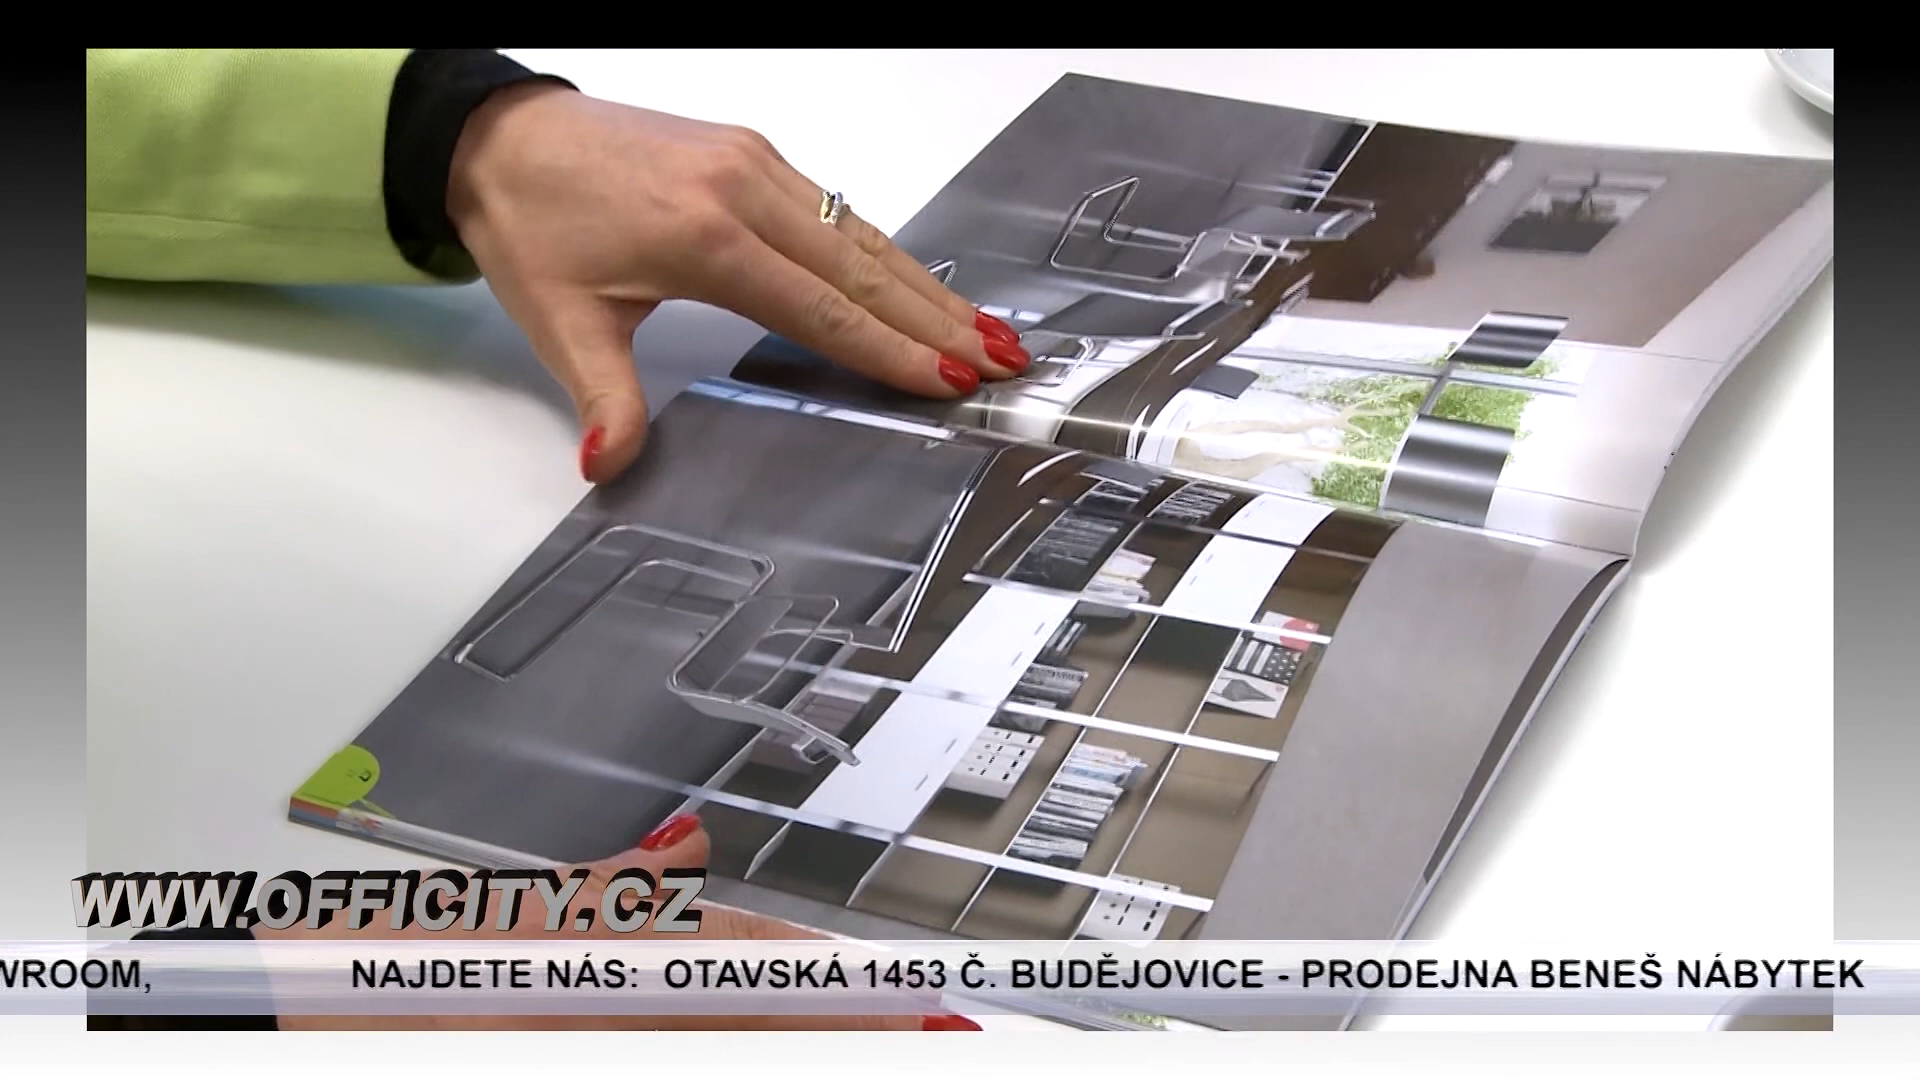 WWW.OFFICITY.CZ
WROOM, NAJDETE NÁS: OTAVSKÁ 1453 Č. BUDĚJOVICE - PRODEJNA BENEŠ NÁBYTEK